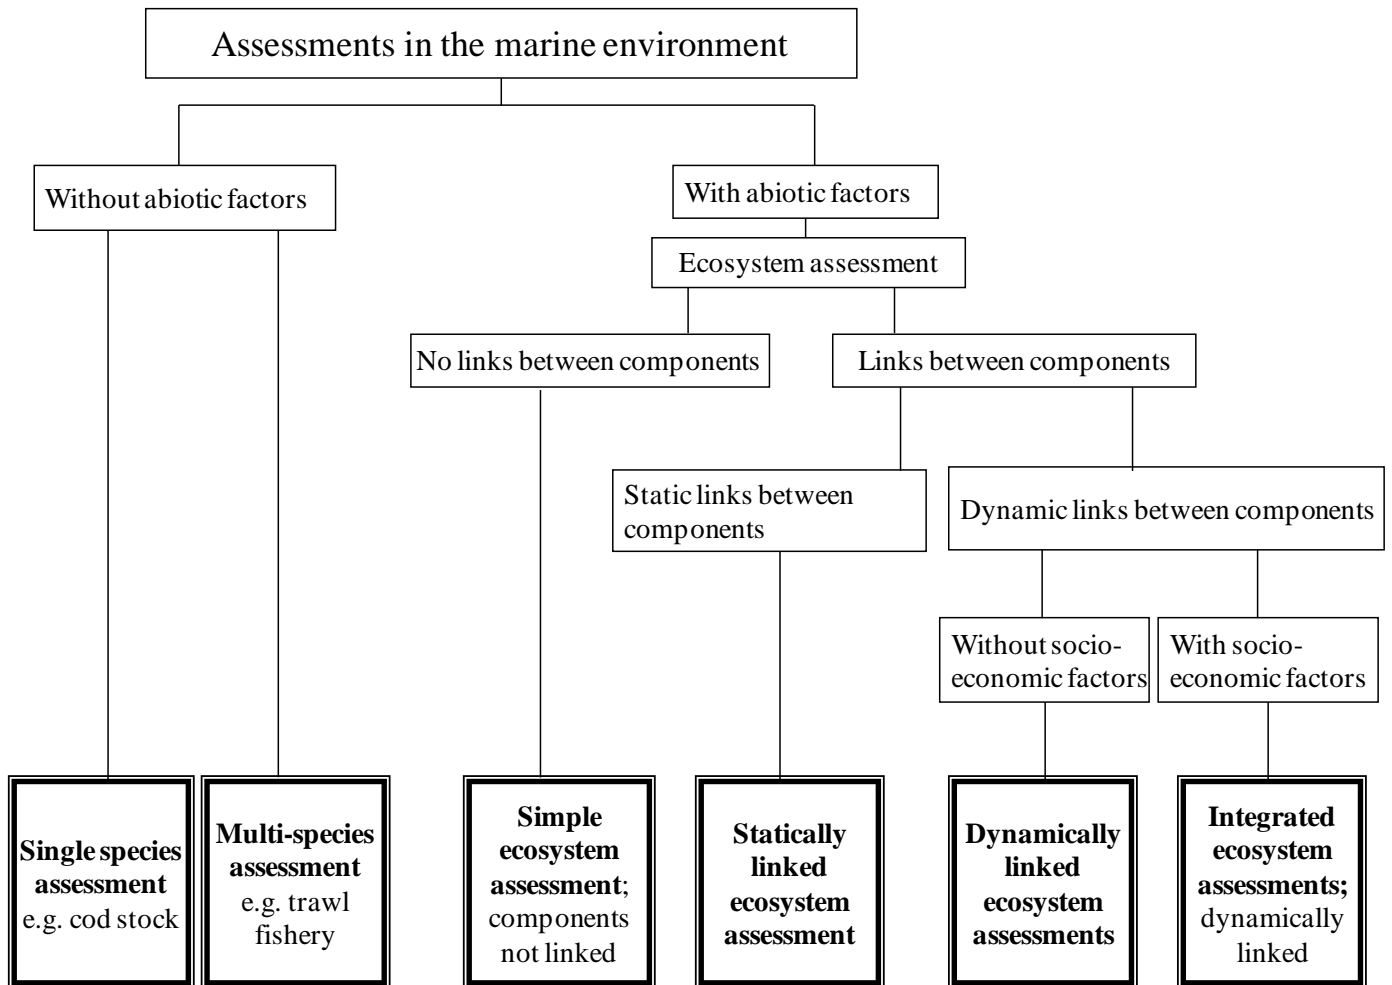 Assessments in the marine environment
Without abiotic factors
With abiotic factors
Ecosystem assessment
No links between components
Links between components
Static links between
components
Dynamic links between components
Without socio-
economic factors
With socio-
economic factors
Single species
assessment
e.g. cod stock
Multi-species
assessment
e.g. trawl
fishery
Simple
ecosystem
assessment;
components
not linked
Statically
linked
ecosystem
assessment
Dynamically
linked
ecosystem
assessments
Integrated
ecosystem
assessments;
dynamically
linked